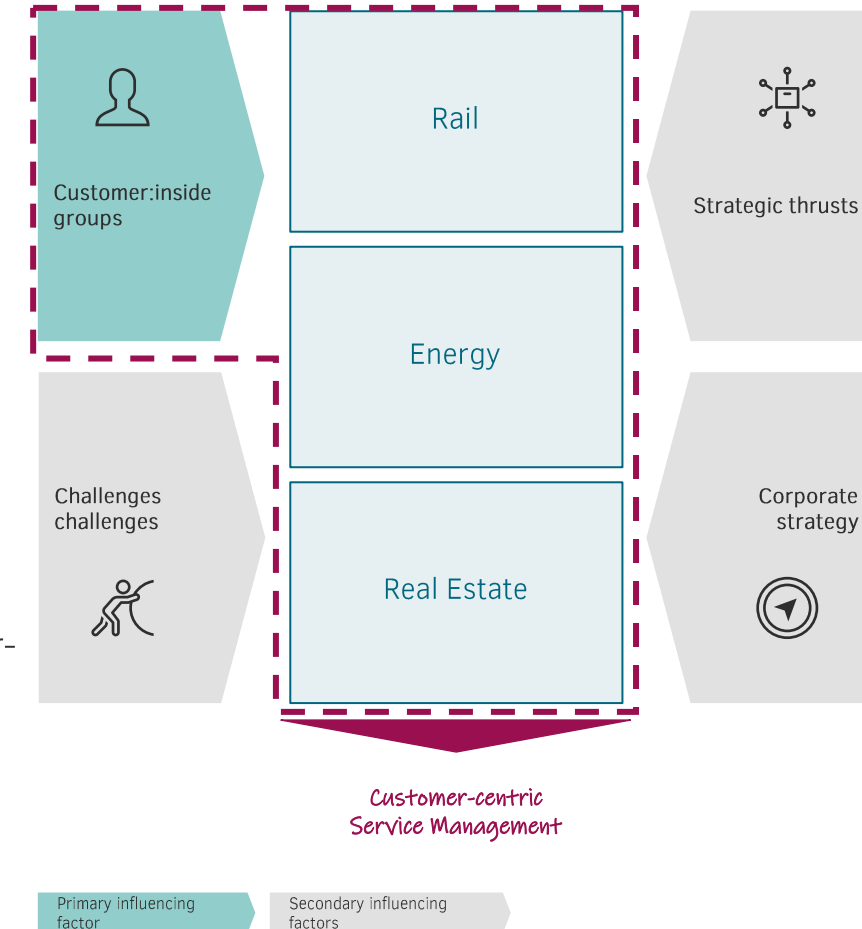 Customer:inside
groups
Rail
Strategic thrusts
Energy
Challenges
challenges
Corporate
strategy
Real Estate
Customer-centric
Service Management
Primary influencing
factor
Secondary influencing
factors